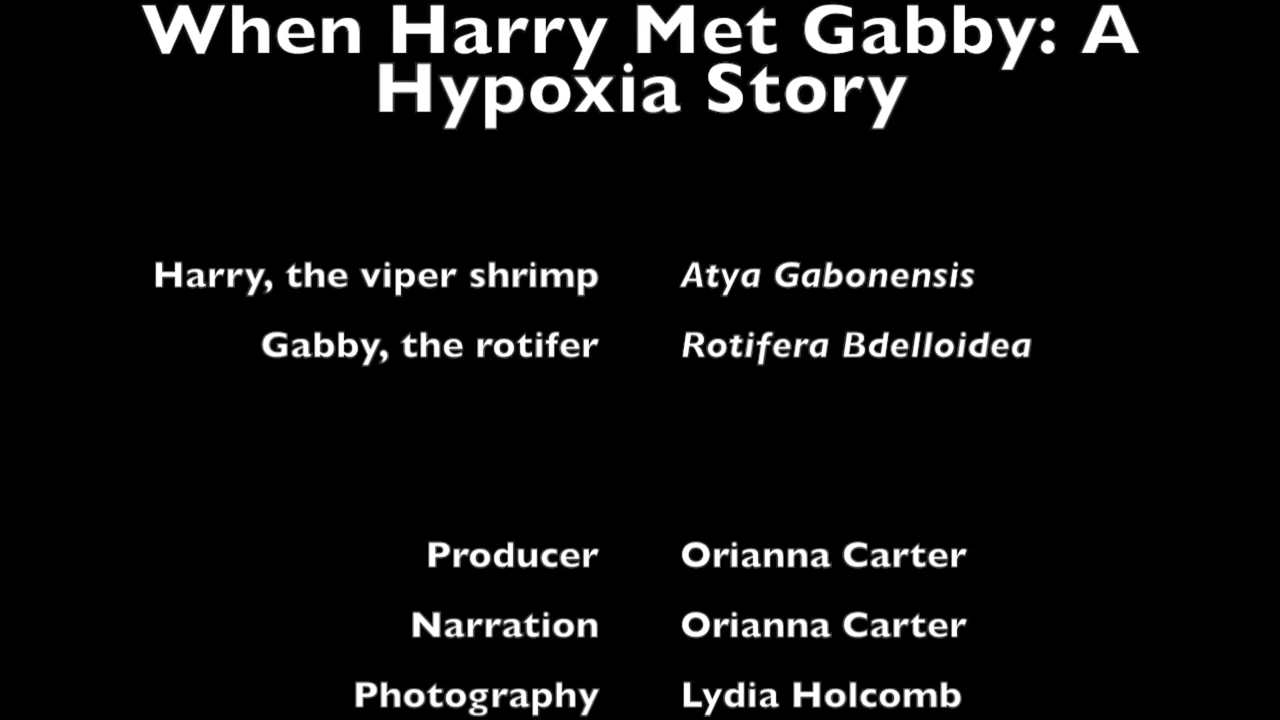 When Harry Met Gabby: A
Hypoxia Story
Harry, the viper shrimp Atya Gabonensis
Gabby, the rotifer Rotifera Bdelloidea
Producer Orianna Carter
Narration Orianna Carter
Photography Lydia Holcomb